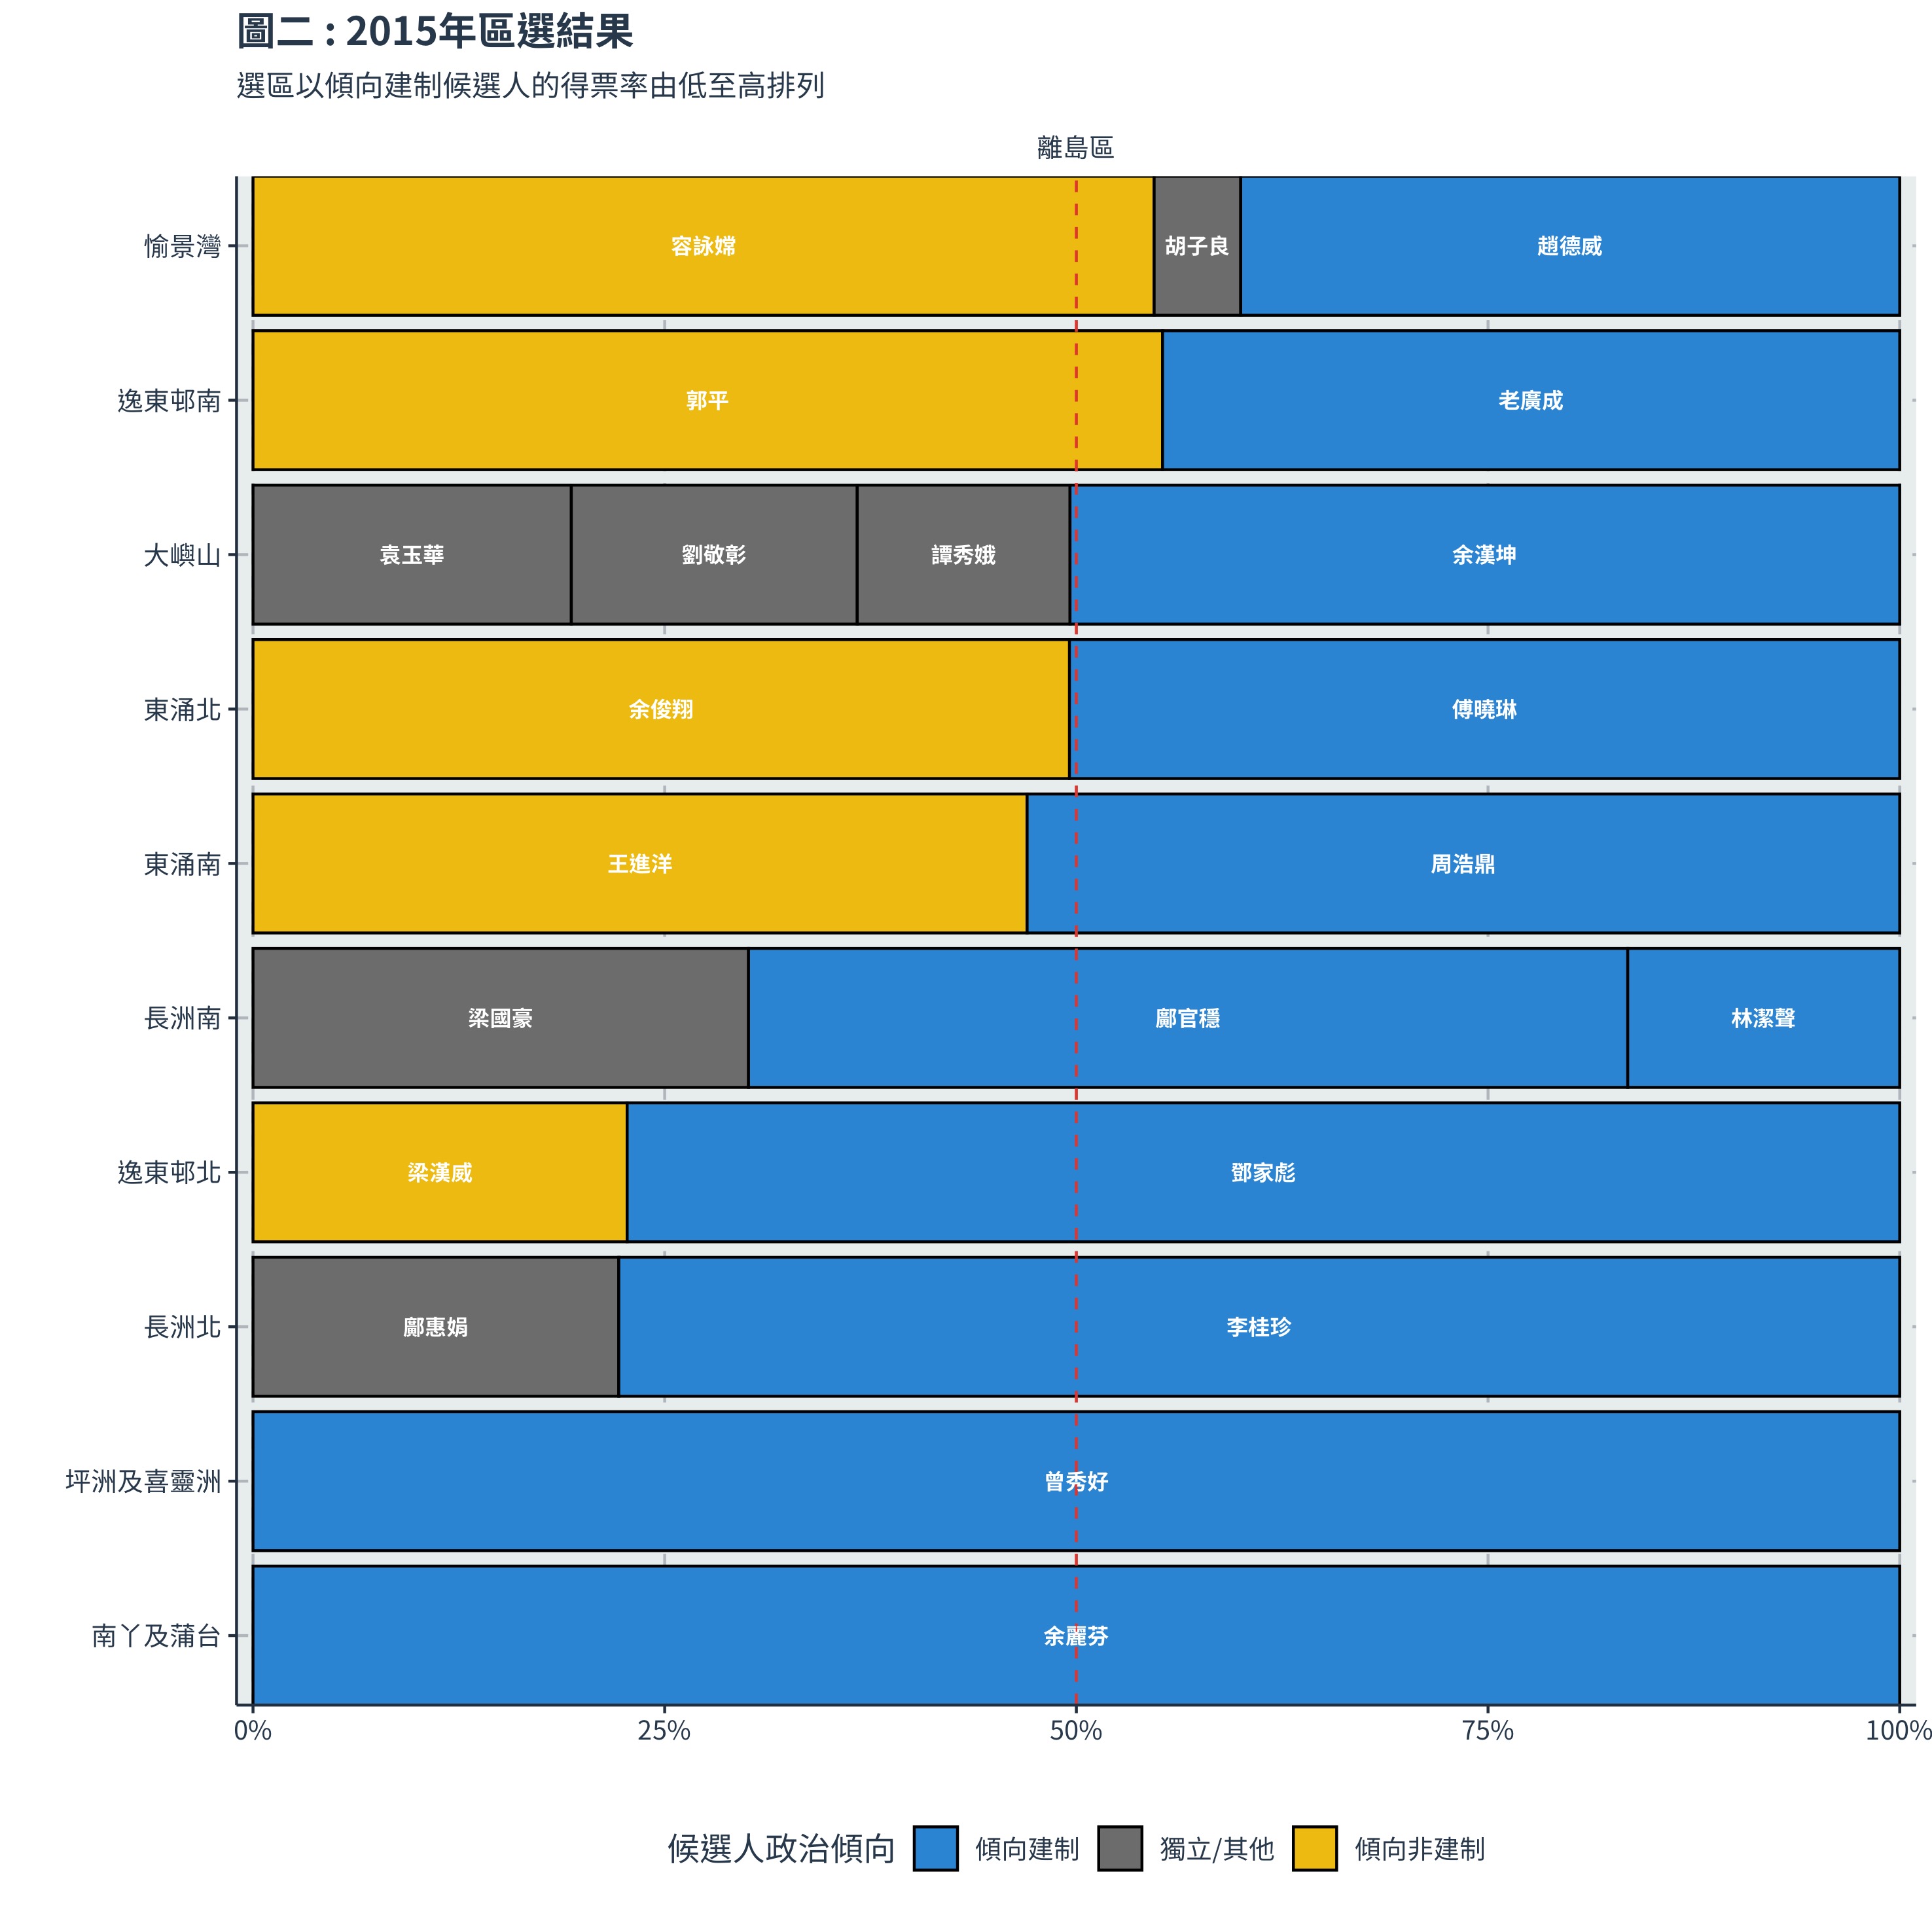 圖二 : 2015年區選結果
選區以傾向建制候選人的得票率由低至高排列
離島區
愉景灣 容詠嫦 胡子良 趙德威
逸東邨南 郭平 老廣成
大嶼山 袁玉華 劉敬彰 譚秀娥 余漢坤
東涌北 余俊翔 傅曉琳
東涌南 王進洋 周浩鼎
長洲南 梁國豪 鄺官穩 林潔聲
逸東邨北 梁漢威 鄧家彪
長洲北 鄺惠娟 李桂珍
坪洲及喜靈洲 曾秀好
南丫及蒲台 余麗芬
0% 25% 50% 75% 100%
候選人政治傾向 傾向建制 獨立/其他 傾向非建制